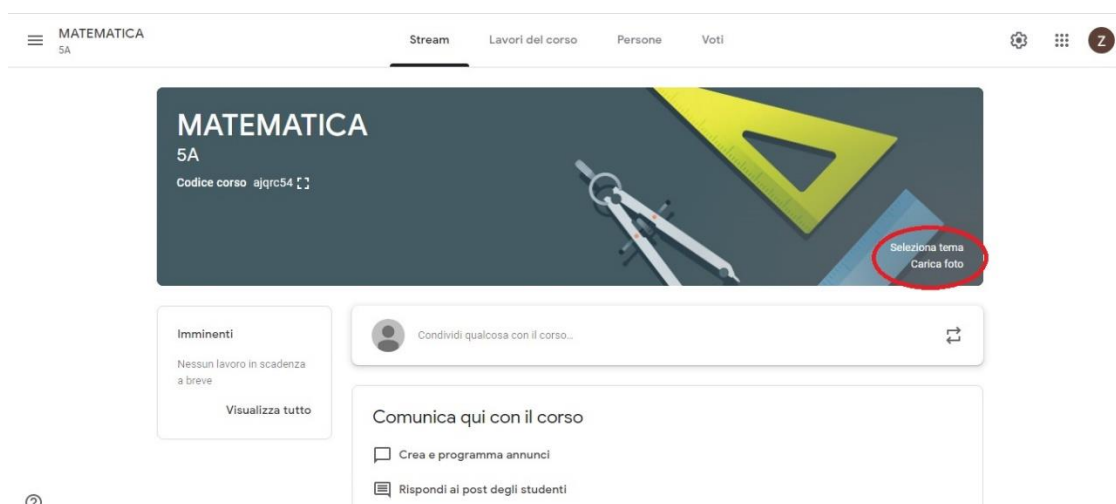 MATEMATICA
5A
Stream
Lavori del corso
Persone
Voti
Z
MATEMATICA
5A
Codice corso ajqrc54
Seleziona tema
Carica foto
Imminenti
Nessun lavoro in scadenza
a breve
Visualizza tutto
Condividi qualcosa con il corso...
Comunica qui con il corso
Crea e programma annunci
Rispondi ai post degli studenti